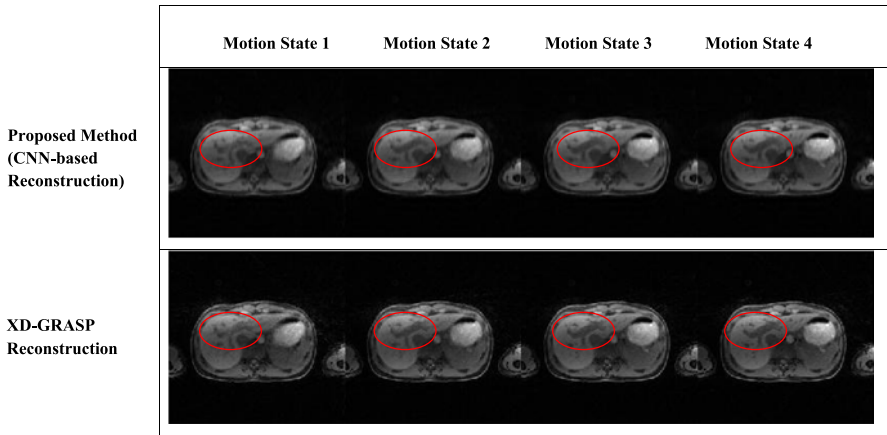 Motion State 1 Motion State 2 Motion State 3 Motion State 4
Proposed Method
(CNN-based
Reconstruction)
XD-GRASP
Reconstruction